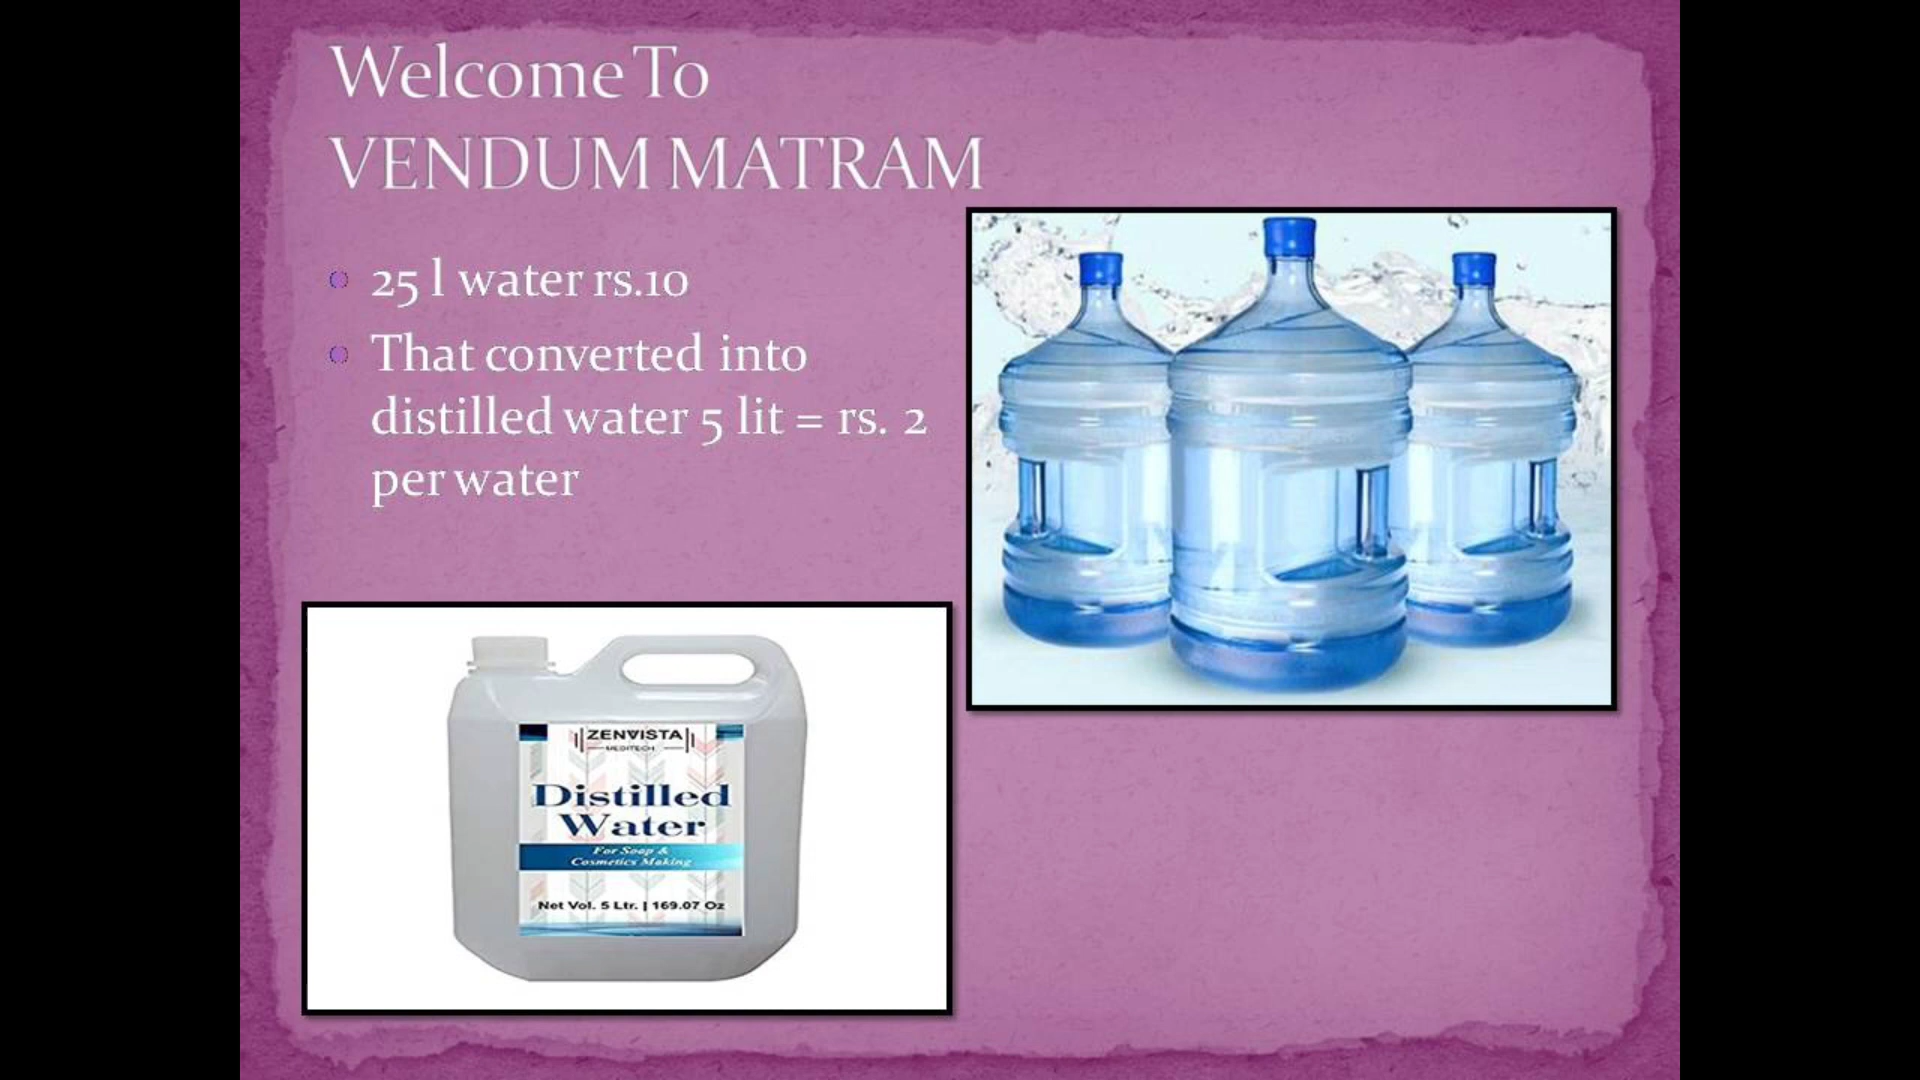 Welcome To
VENDUM MATRAM
25 l water rs.10
That converted into
distilled water 5 lit = rs. 2
per water
ZENVISTA
MEDITECH
Distilled
Water
For Soap &
Cosmetics Making
Net Vol. 5 Ltr. | 169.07 Oz